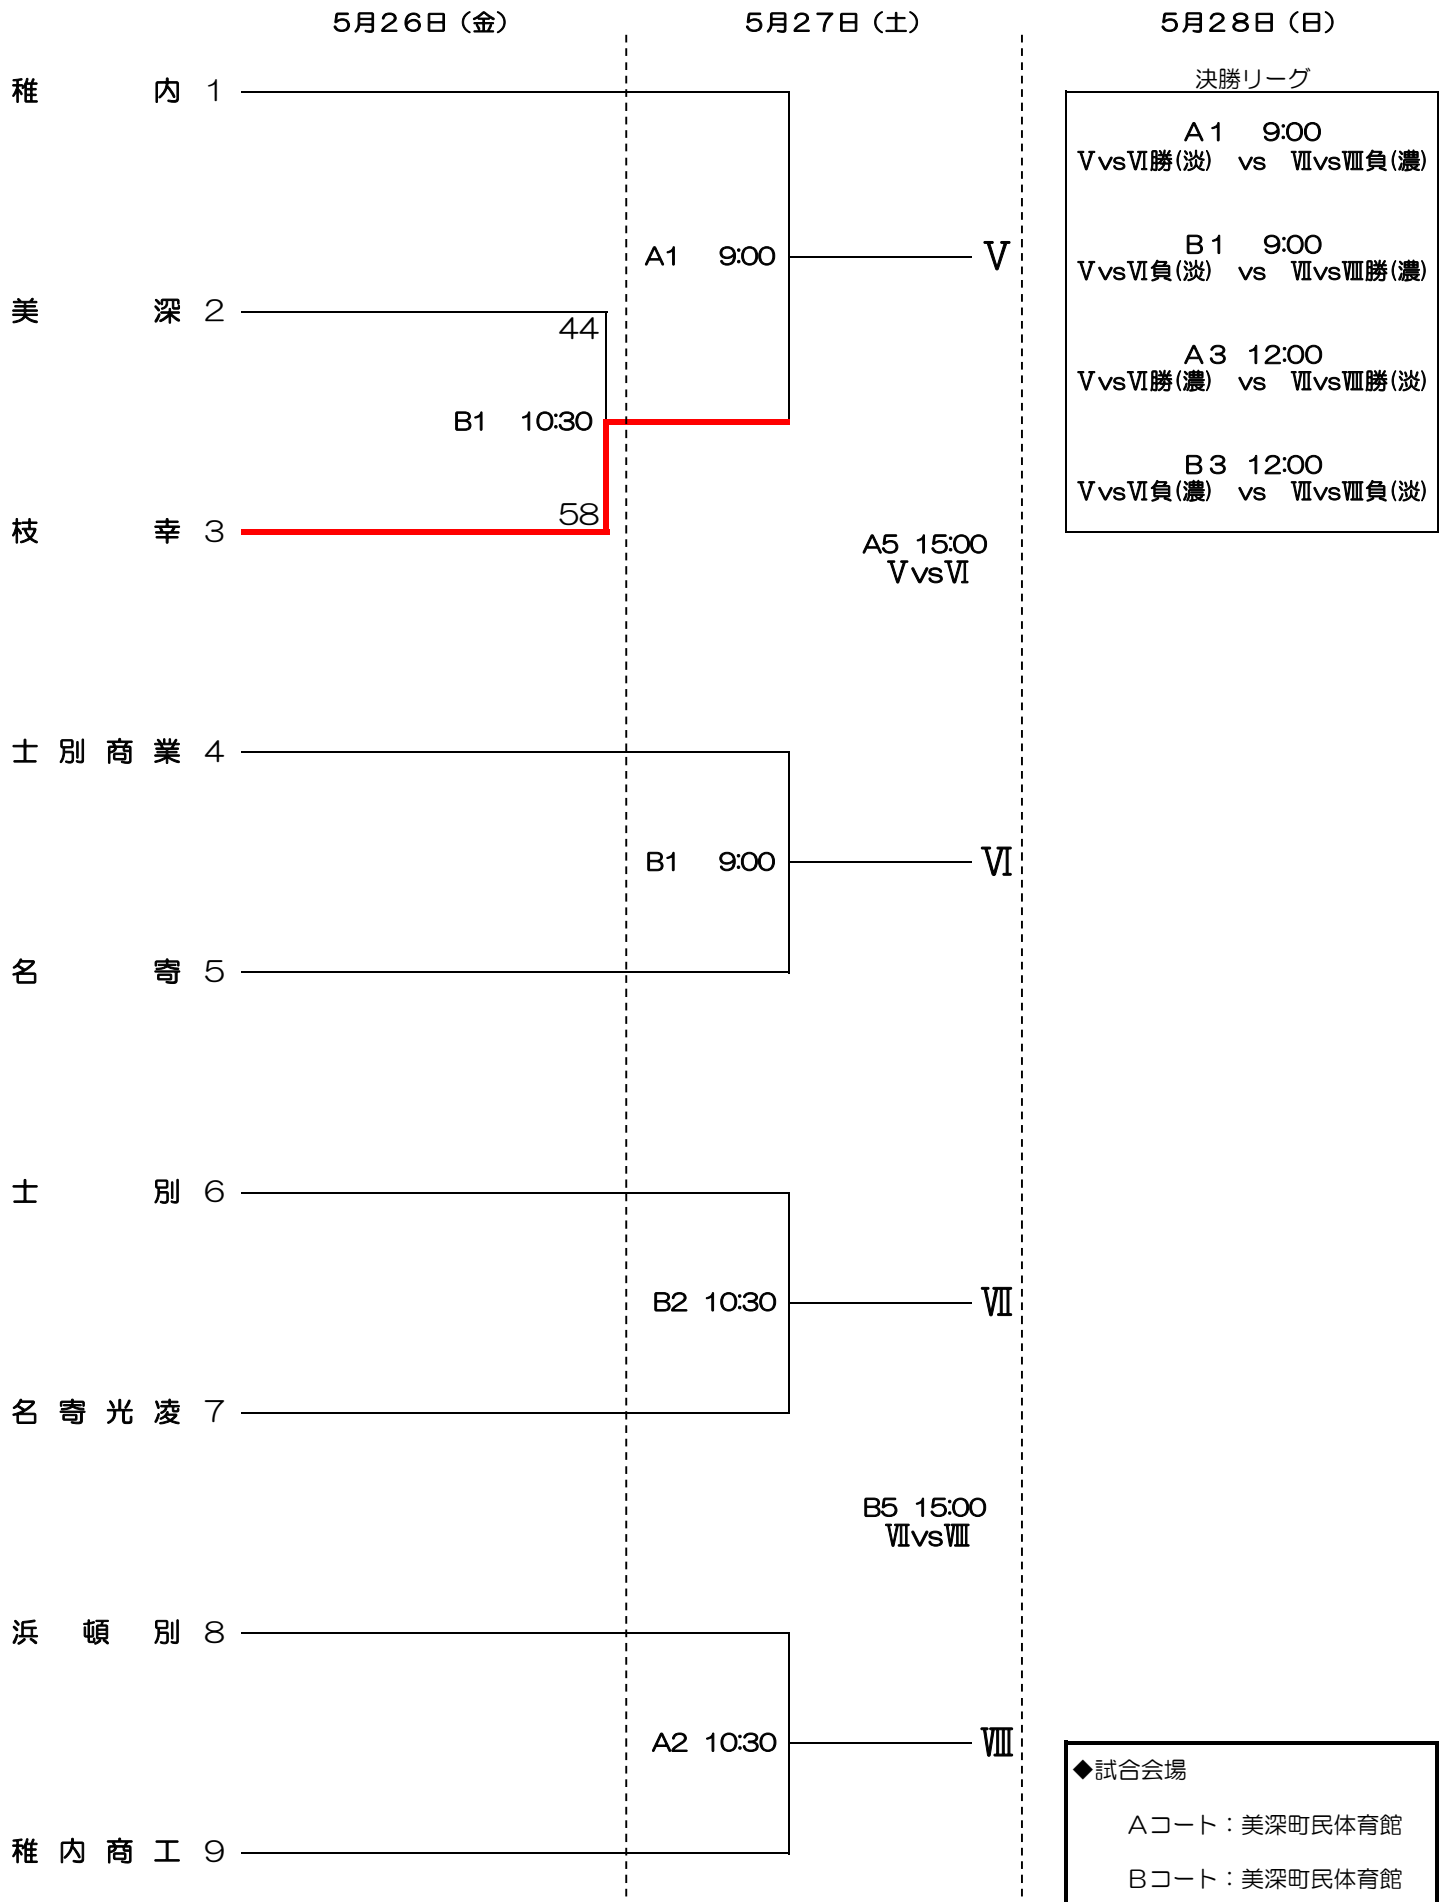 5月26日（金）
5月27日（土）
5月28日（日）
決勝リーグ
稚内 1
A1 9:00
ⅤvsⅥ勝(淡) vs ⅦvsⅧ負(濃)
B1 9:00
ⅤvsⅥ負(淡) vs ⅦvsⅧ勝(濃)
A3 12:00
ⅤvsⅥ勝(濃) vs ⅦvsⅧ勝(淡)
B3 12:00
ⅤvsⅥ負(濃) vs ⅦvsⅧ負(淡)
A1 9:00
Ⅴ
美深 2
44
B1 10:30
58
枝幸 3
A5 15:00
ⅤvsⅥ
士別商業 4
B1 9:00
Ⅵ
名寄 5
士別 6
B2 10:30
Ⅶ
名寄光凌 7
B5 15:00
ⅦvsⅧ
浜頓別 8
A2 10:30
Ⅷ
稚内商工 9
◆試合会場
Aコート：美深町民体育館
Bコート：美深町民体育館